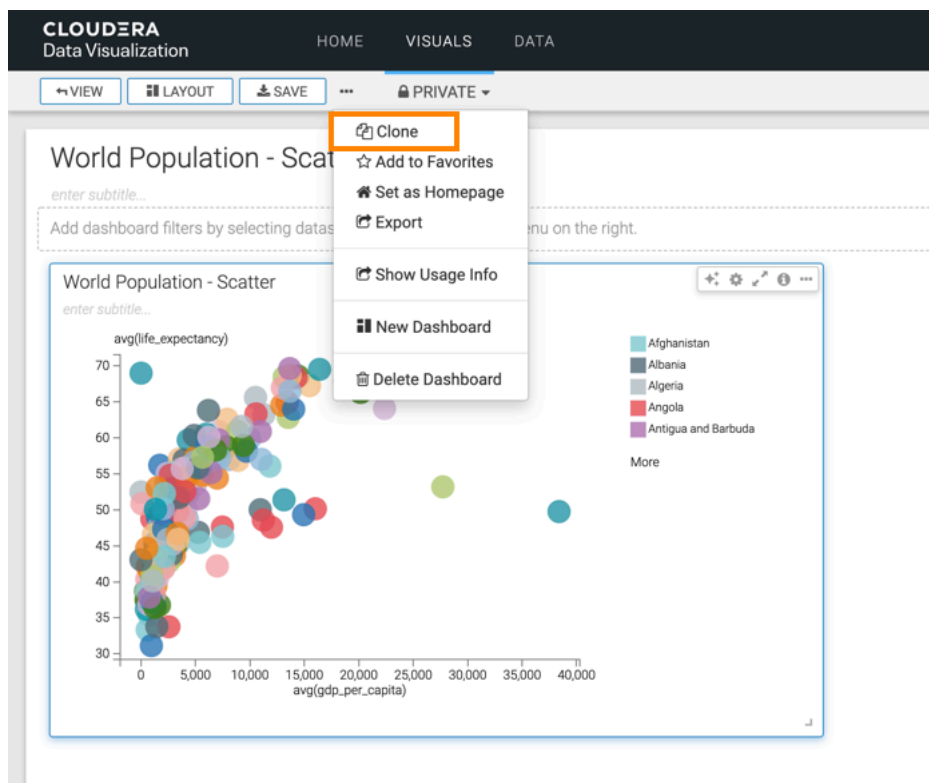 CLOUDERA
Data Visualization
HOME VISUALS DATA
VIEW LAYOUT SAVE ••• PRIVATE
Clone
Add to Favorites
Set as Homepage
Export
Show Usage Info
New Dashboard
Delete Dashboard
World Population - Scat
enter subtitle...
Add dashboard filters by selecting datas enu on the right.
World Population - Scatter
enter subtitle...
avg(life_expectancy)
70
65
60
55
50
45
40
35
30
0 5,000 10,000 15,000 20,000 25,000 30,000 35,000 40,000
avg(gdp_per_capita)
Afghanistan
Albania
Algeria
Angola
Antigua and Barbuda
More